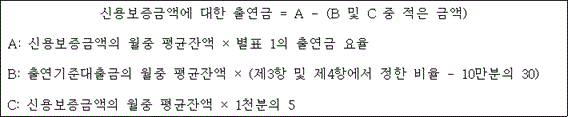 신용보증금액에 대한 출연금 = A - (B 및 C 중 적은 금액)
A: 신용보증금액의 월중 평균잔액 × 별표 1의 출연금 요율
B: 출연기준대출금의 월중 평균잔액 × (제3항 및 제4항에서 정한 비율 - 10만분의 30)
C: 신용보증금액의 월중 평균잔액 × 1천분의 5